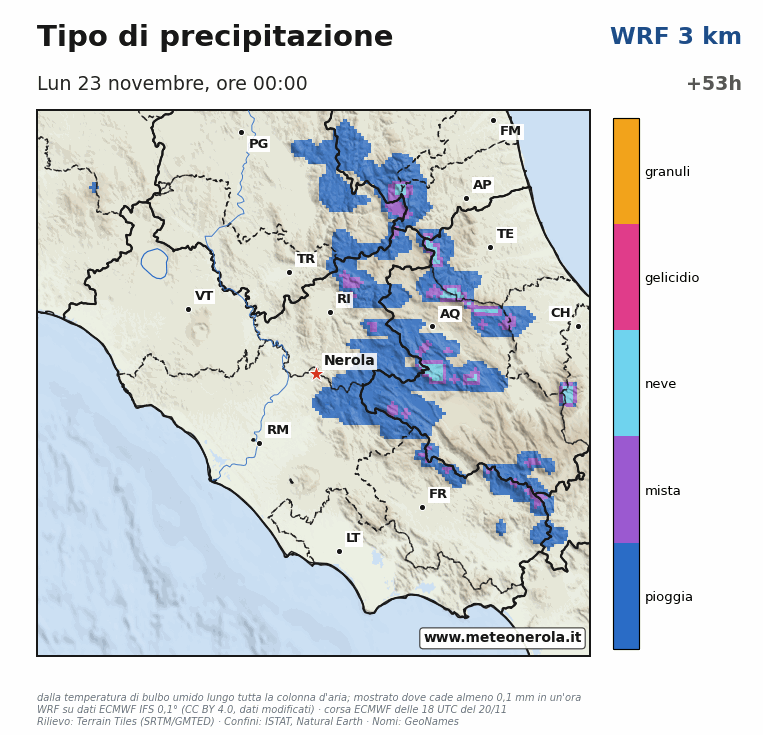 Tipo di precipitazione
WRF 3 km
Lun 23 novembre, ore 00:00
+53h
FM
PG
AP
TE
TR
RI
VT
AQ
CH
Nerola
RM
FR
LT
www.meteonerola.it
granuli
gelicidio
neve
mista
pioggia
dalla temperatura di bulbo umido lungo tutta la colonna d'aria; mostrato dove cade almeno 0,1 mm in un'ora
WRF su dati ECMWF IFS 0,1° (CC BY 4.0, dati modificati) · corsa ECMWF delle 18 UTC del 20/11
Rilievo: Terrain Tiles (SRTM/GMTED) · Confini: ISTAT, Natural Earth · Nomi: GeoNames